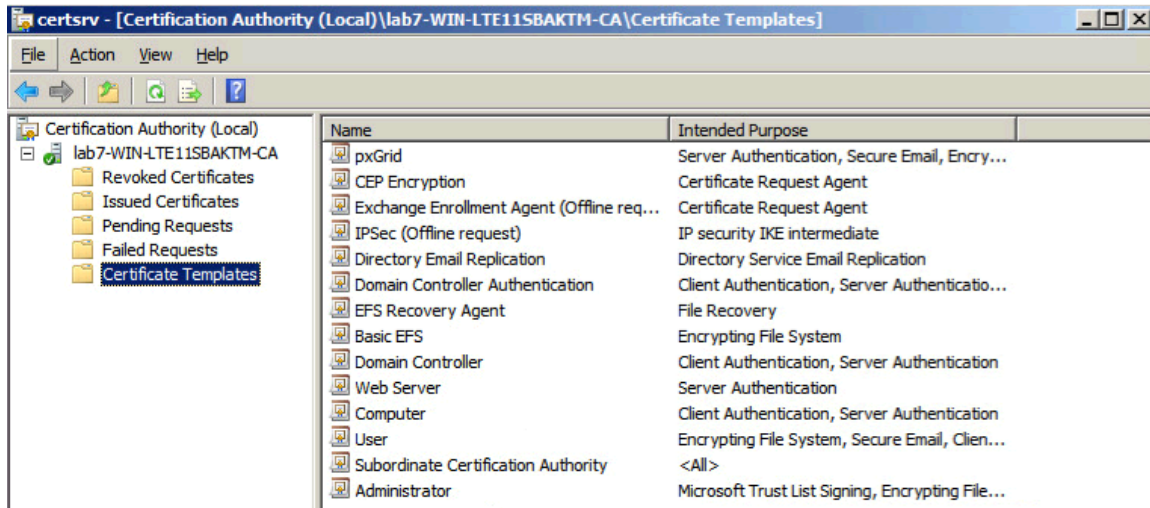 certsrv - [Certification Authority (Local)\lab7-WIN-LTE11SBAKTM-CA\Certificate Templates]
File Action View Help
Certification Authority (Local)
lab7-WIN-LTE11SBAKTM-CA
Revoked Certificates
Issued Certificates
Pending Requests
Failed Requests
Certificate Templates
Name Intended Purpose
pxGrid Server Authentication, Secure Email, Encry...
CEP Encryption Certificate Request Agent
Exchange Enrollment Agent (Offline req... Certificate Request Agent
IPSec (Offline request) IP security IKE intermediate
Directory Email Replication Directory Service Email Replication
Domain Controller Authentication Client Authentication, Server Authenticatio...
EFS Recovery Agent File Recovery
Basic EFS Encrypting File System
Domain Controller Client Authentication, Server Authentication
Web Server Server Authentication
Computer Client Authentication, Server Authentication
User Encrypting File System, Secure Email, Clien...
Subordinate Certification Authority <All>
Administrator Microsoft Trust List Signing, Encrypting File...